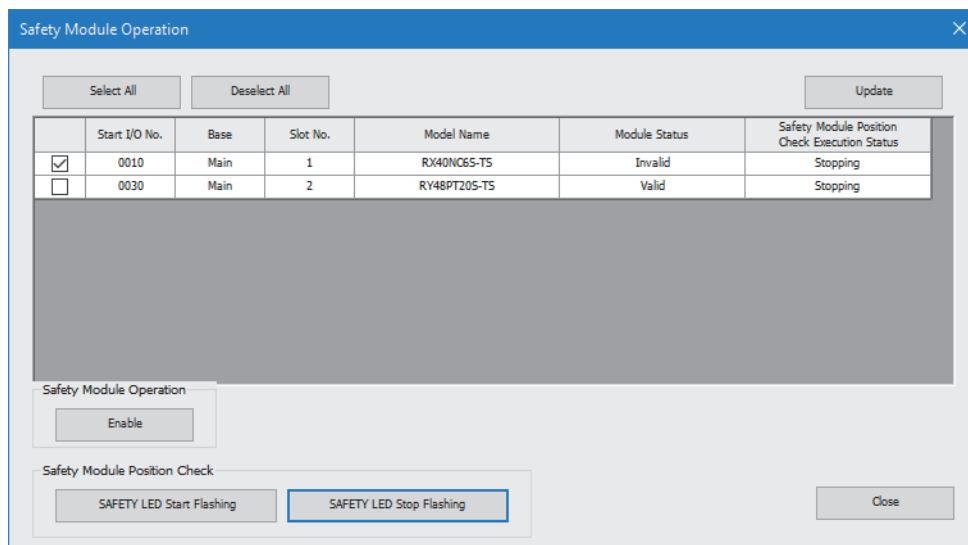 Safety Module Operation
Select All Deselect All Update
Start I/O No. Base Slot No. Model Name Module Status Safety Module Position
Check Execution Status
0010 Main 1 RX40NC6S-TS Invalid Stopping
0030 Main 2 RY48PT20S-TS Valid Stopping
Safety Module Operation
Enable
Safety Module Position Check
SAFETY LED Start Flashing SAFETY LED Stop Flashing Close